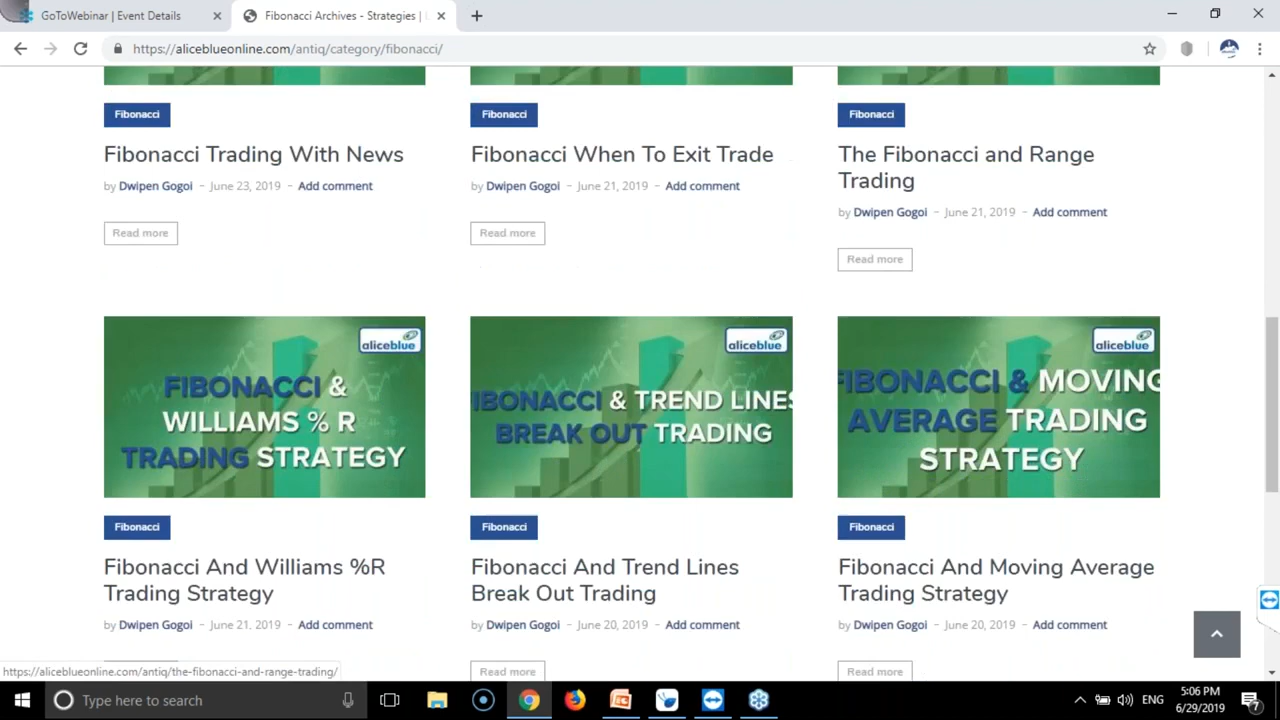 GoToWebinar | Event Details
Fibonacci Archives - Strategies |
https://aliceblueonline.com/antiq/category/fibonacci/
Fibonacci
Fibonacci
Fibonacci
Fibonacci Trading With News
Fibonacci When To Exit Trade
The Fibonacci and Range
Trading
by Dwipen Gogoi - June 23, 2019 - Add comment
by Dwipen Gogoi - June 21, 2019 - Add comment
by Dwipen Gogoi - June 21, 2019 - Add comment
Read more
Read more
Read more
aliceblue
FIBONACCI &
WILLIAMS % R
TRADING STRATEGY
aliceblue
IBONACCI & TREND LINES
BREAK OUT TRADING
aliceblue
FIBONACCI & MOVING
AVERAGE TRADING
STRATEGY
Fibonacci
Fibonacci
Fibonacci
Fibonacci And Williams %R
Trading Strategy
Fibonacci And Trend Lines
Break Out Trading
Fibonacci And Moving Average
Trading Strategy
by Dwipen Gogoi - June 21, 2019 - Add comment
by Dwipen Gogoi - June 20, 2019 - Add comment
by Dwipen Gogoi - June 20, 2019 - Add comment
Read more
Read more
https://aliceblueonline.com/antiq/the-fibonacci-and-range-trading/
Type here to search
ENG
5:06 PM
6/29/2019
7